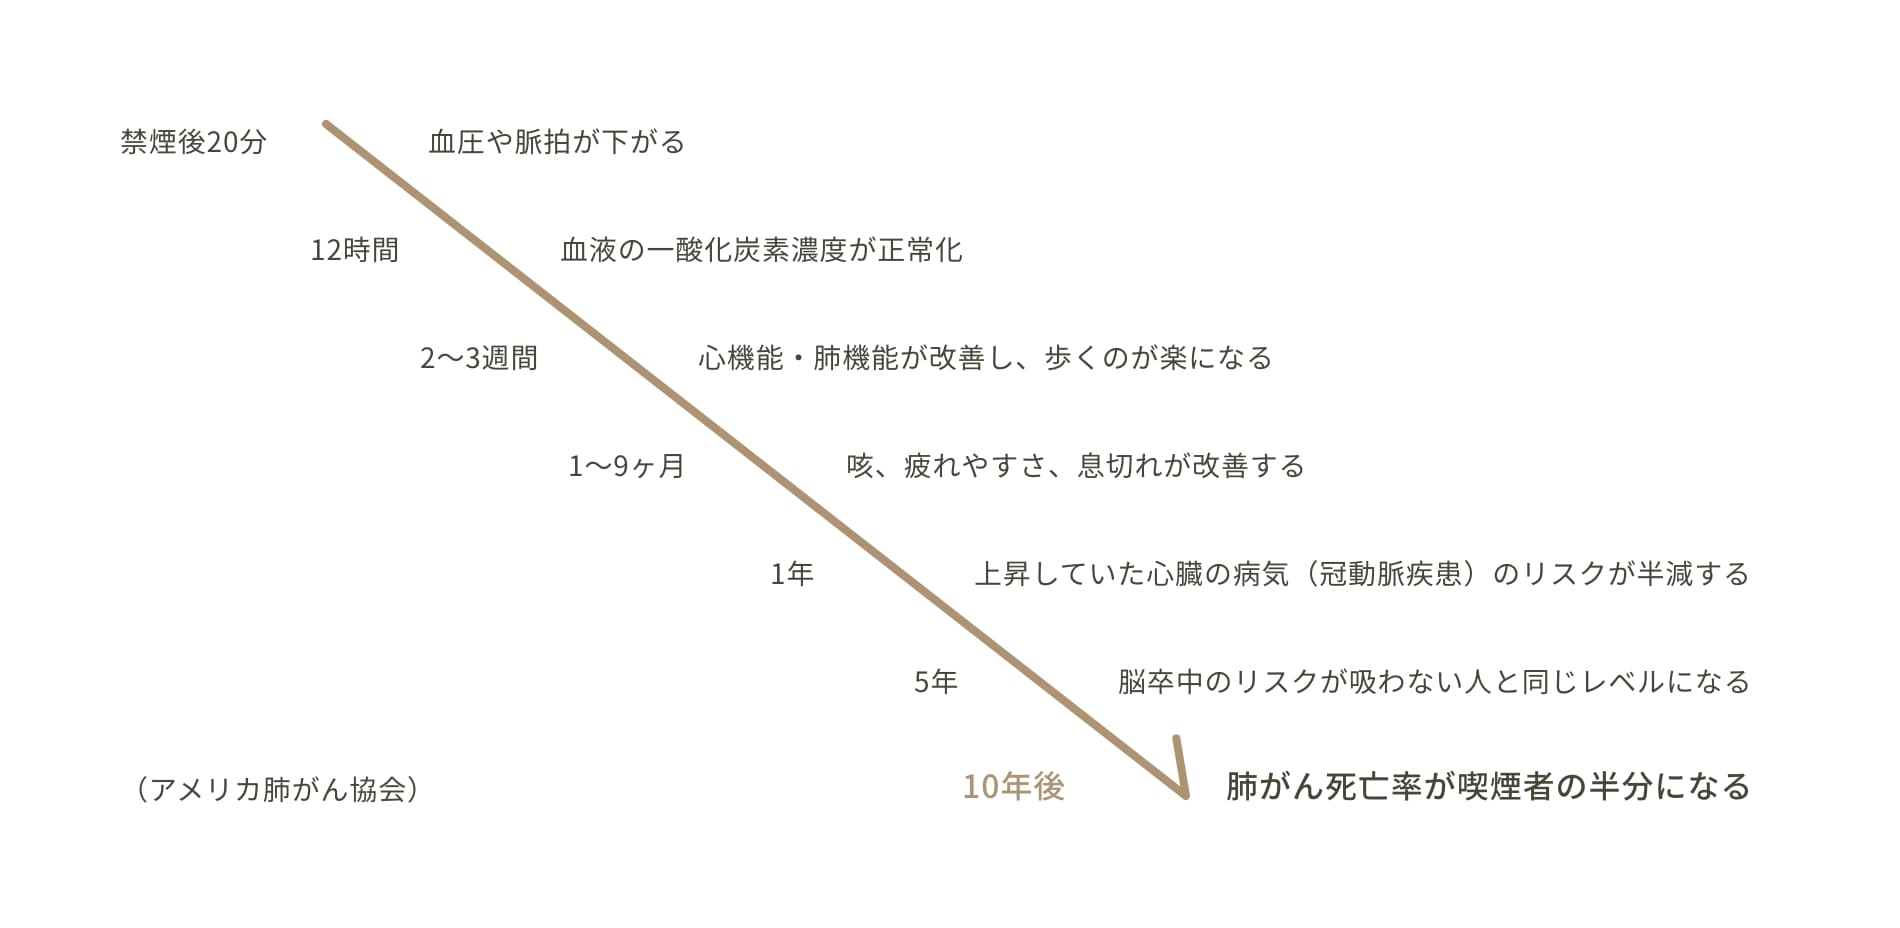 禁煙後20分 血圧や脈拍が下がる
12時間 血液の一酸化炭素濃度が正常化
2〜3週間 心機能・肺機能が改善し、歩くのが楽になる
1〜9ヶ月 咳、疲れやすさ、息切れが改善する
1年 上昇していた心臓の病気（冠動脈疾患）のリスクが半減する
5年 脳卒中のリスクが吸わない人と同じレベルになる
（アメリカ肺がん協会） 10年後 肺がん死亡率が喫煙者の半分になる